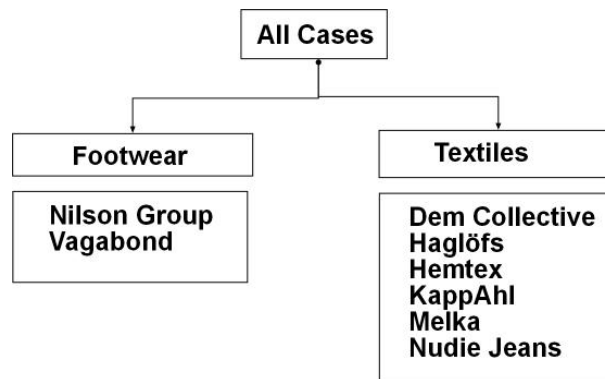 All Cases
Footwear
Textiles
Nilson Group
Vagabond
Dem Collective
Haglöfs
Hemtex
KappAhl
Melka
Nudie Jeans